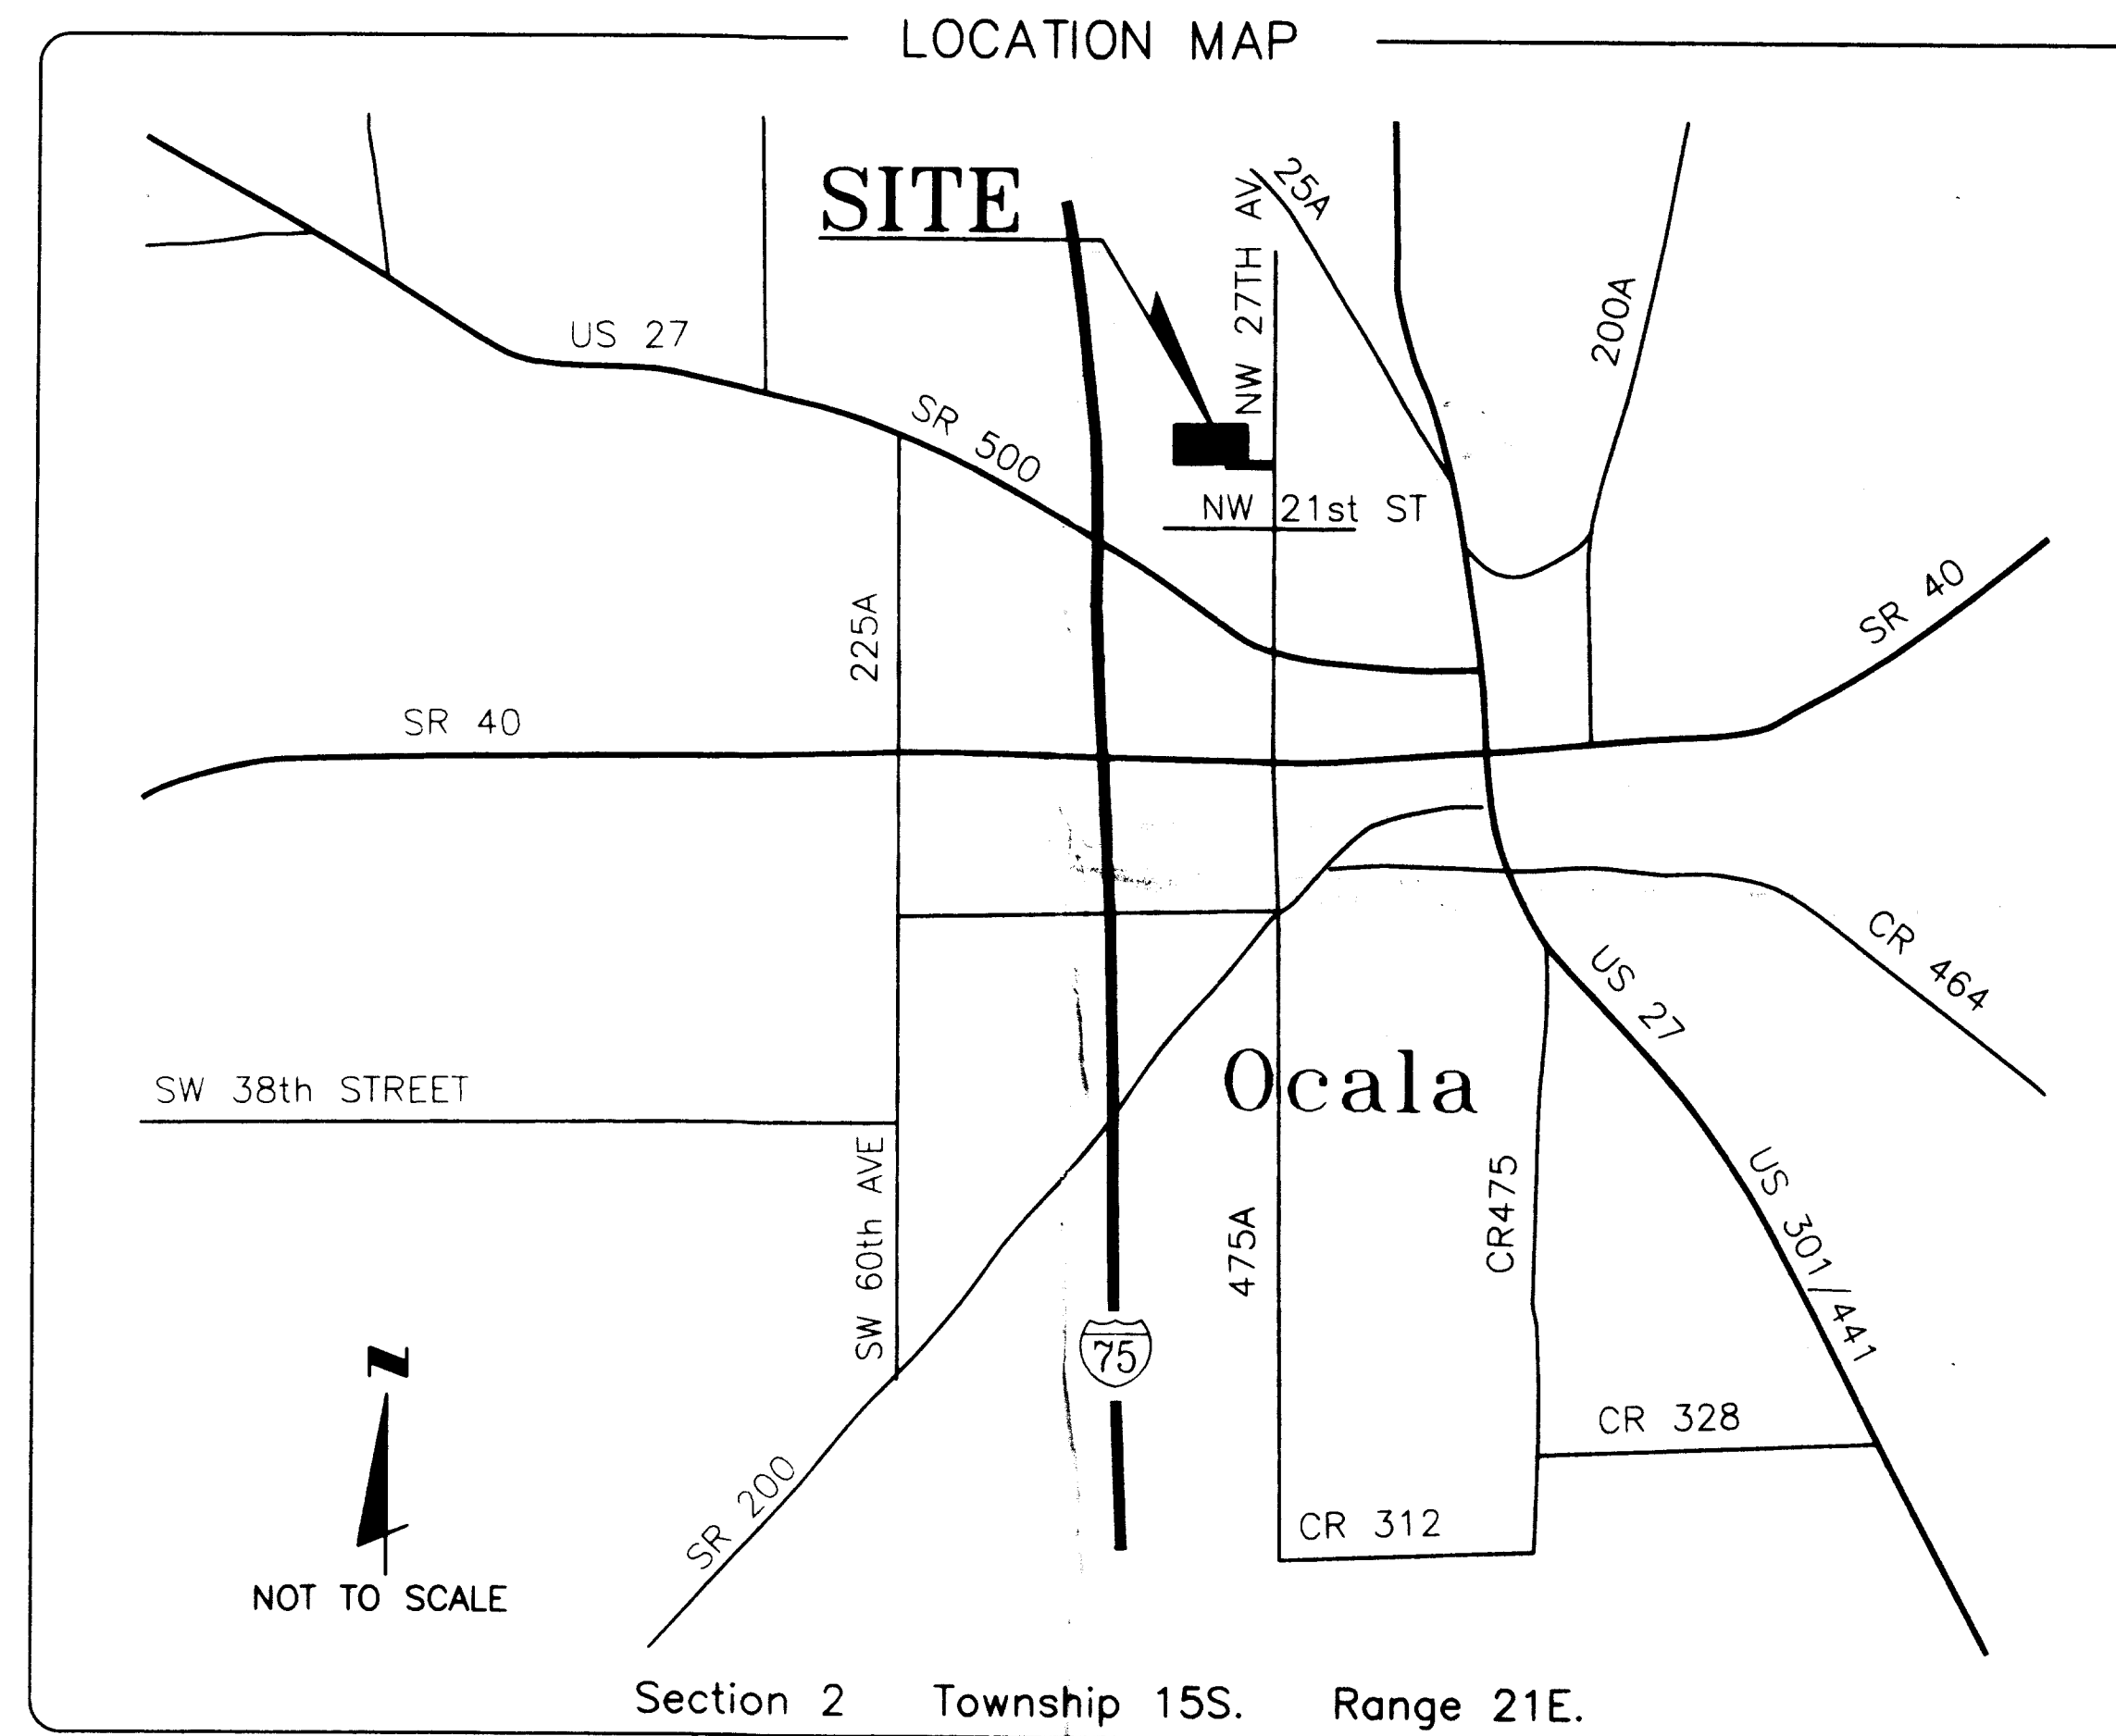 LOCATION MAP
SITE
NW 27TH AV
25A
US 27
200A
SR 500
NW 21st ST
225A
SR 40
SR 40
CR 464
US 27
Ocala
SW 38th STREET
SW 60th AVE
475A
CR475
US 301/441
75
N
CR 328
SR 200
CR 312
NOT TO SCALE
Section 2 Township 15S. Range 21E.